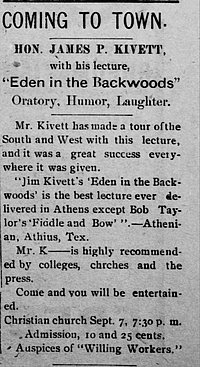 COMING TO TOWN.
HON. JAMES P. KIVETT,
with his lecture,
"Eden in the Backwoods"
Oratory, Humor, Laughter.
Mr. Kivett has made a tour of the
South and West with this lecture,
and it was a great success every-
where it was given.
"Jim Kivett's 'Eden in the Back-
woods' is the best lecture ever de-
livered in Athens except Bob Tay-
lor's 'Fiddle and Bow' ".—Atheni-
an, Athius, Tex.
Mr. K—is highly recommend-
ed by colleges, chrches and the
press.
Come and you will be entertain-
ed.
Christian church Sept. 7, 7:30 p. m.
Admission, 10 and 25 cents.
Auspices of "Willing Workers."